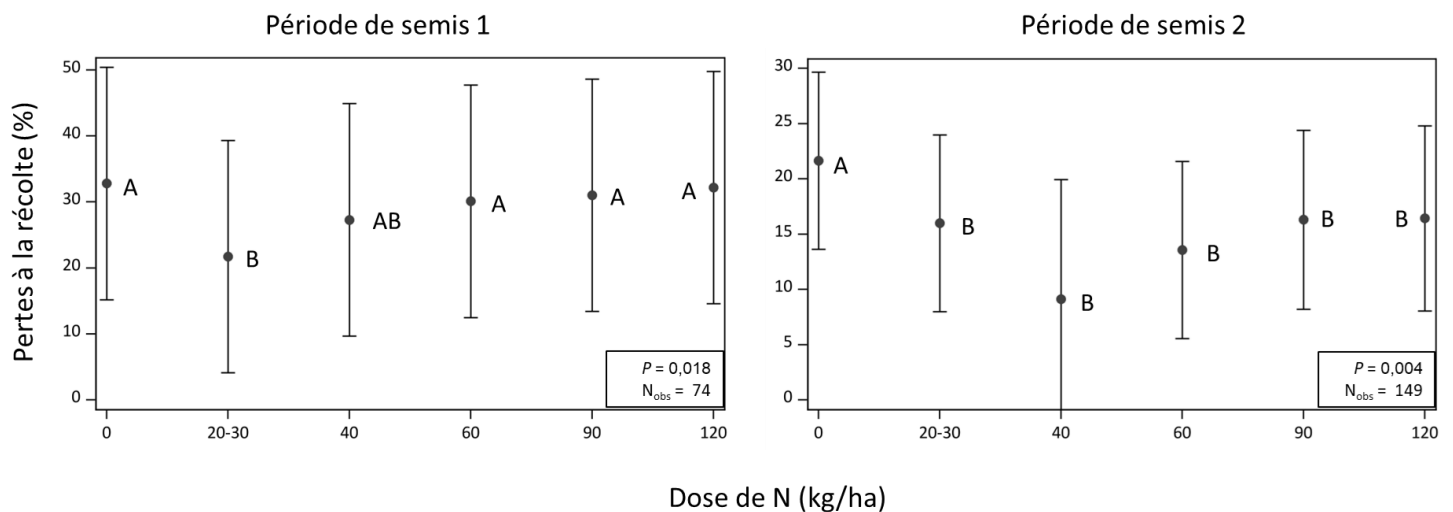 Période de semis 1
Période de semis 2
Pertes à la récolte (%)
50
40
30
20
10
0
A
B
AB
A
A
A
P = 0,018
Nobs = 74
0 20-30 40 60 90 120
30
25
20
15
10
5
0
A
B
B
B
B
B
P = 0,004
Nobs = 149
0 20-30 40 60 90 120
Dose de N (kg/ha)